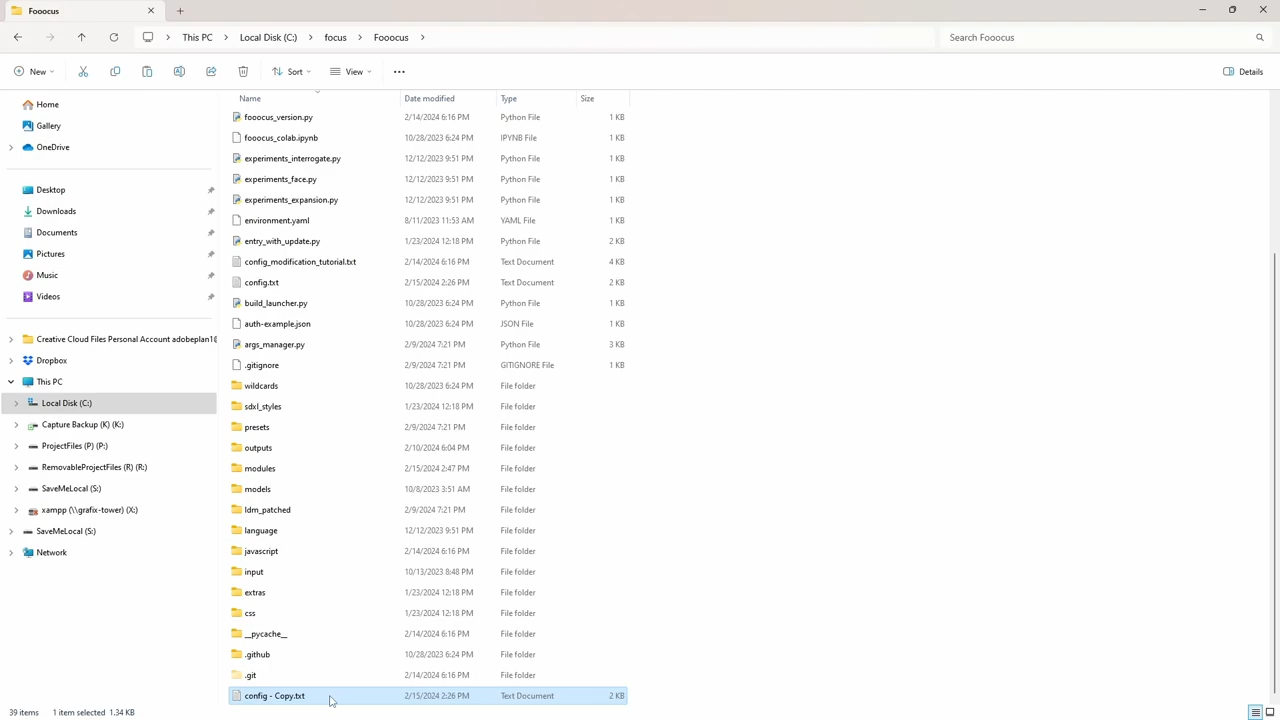 Fooocus
This PC
Local Disk (C:)
focus
Fooocus
Search Fooocus
New
Sort
View
Details
Home
Gallery
OneDrive
Desktop
Downloads
Documents
Pictures
Music
Videos
Creative Cloud Files Personal Account adobeplan1@
Dropbox
This PC
Local Disk (C:)
Capture Backup (K) (K:)
ProjectFiles (P) (P:)
RemovableProjectFiles (R) (R:)
SaveMeLocal (S:)
xampp (\\grafix-tower) (X:)
SaveMeLocal (S:)
Network
Name Date modified Type Size
fooocus_version.py 2/14/2024 6:16 PM Python File 1 KB
fooocus_colab.ipynb 10/28/2023 6:24 PM IPYNB File 1 KB
experiments_interrogate.py 12/12/2023 9:51 PM Python File 1 KB
experiments_face.py 12/12/2023 9:51 PM Python File 1 KB
experiments_expansion.py 12/12/2023 9:51 PM Python File 1 KB
environment.yaml 8/11/2023 11:53 AM YAML File 1 KB
entry_with_update.py 1/23/2024 12:18 PM Python File 2 KB
config_modification_tutorial.txt 2/14/2024 6:16 PM Text Document 4 KB
config.txt 2/15/2024 2:26 PM Text Document 2 KB
build_launcher.py 10/28/2023 6:24 PM Python File 1 KB
auth-example.json 10/28/2023 6:24 PM JSON File 1 KB
args_manager.py 2/9/2024 7:21 PM Python File 3 KB
.gitignore 2/9/2024 7:21 PM GITIGNORE File 1 KB
wildcards 10/28/2023 6:24 PM File folder
sdxl_styles 1/23/2024 12:18 PM File folder
presets 2/9/2024 7:21 PM File folder
outputs 2/10/2024 6:04 PM File folder
modules 2/15/2024 2:47 PM File folder
models 10/8/2023 3:51 AM File folder
ldm_patched 2/9/2024 7:21 PM File folder
language 12/12/2023 9:51 PM File folder
javascript 2/14/2024 6:16 PM File folder
input 10/13/2023 8:48 PM File folder
extras 1/23/2024 12:18 PM File folder
css 1/23/2024 12:18 PM File folder
__pycache__ 2/14/2024 6:16 PM File folder
.github 10/28/2023 6:24 PM File folder
.git 2/14/2024 6:16 PM File folder
config - Copy.txt 2/15/2024 2:26 PM Text Document 2 KB
39 items 1 item selected 1.34 KB